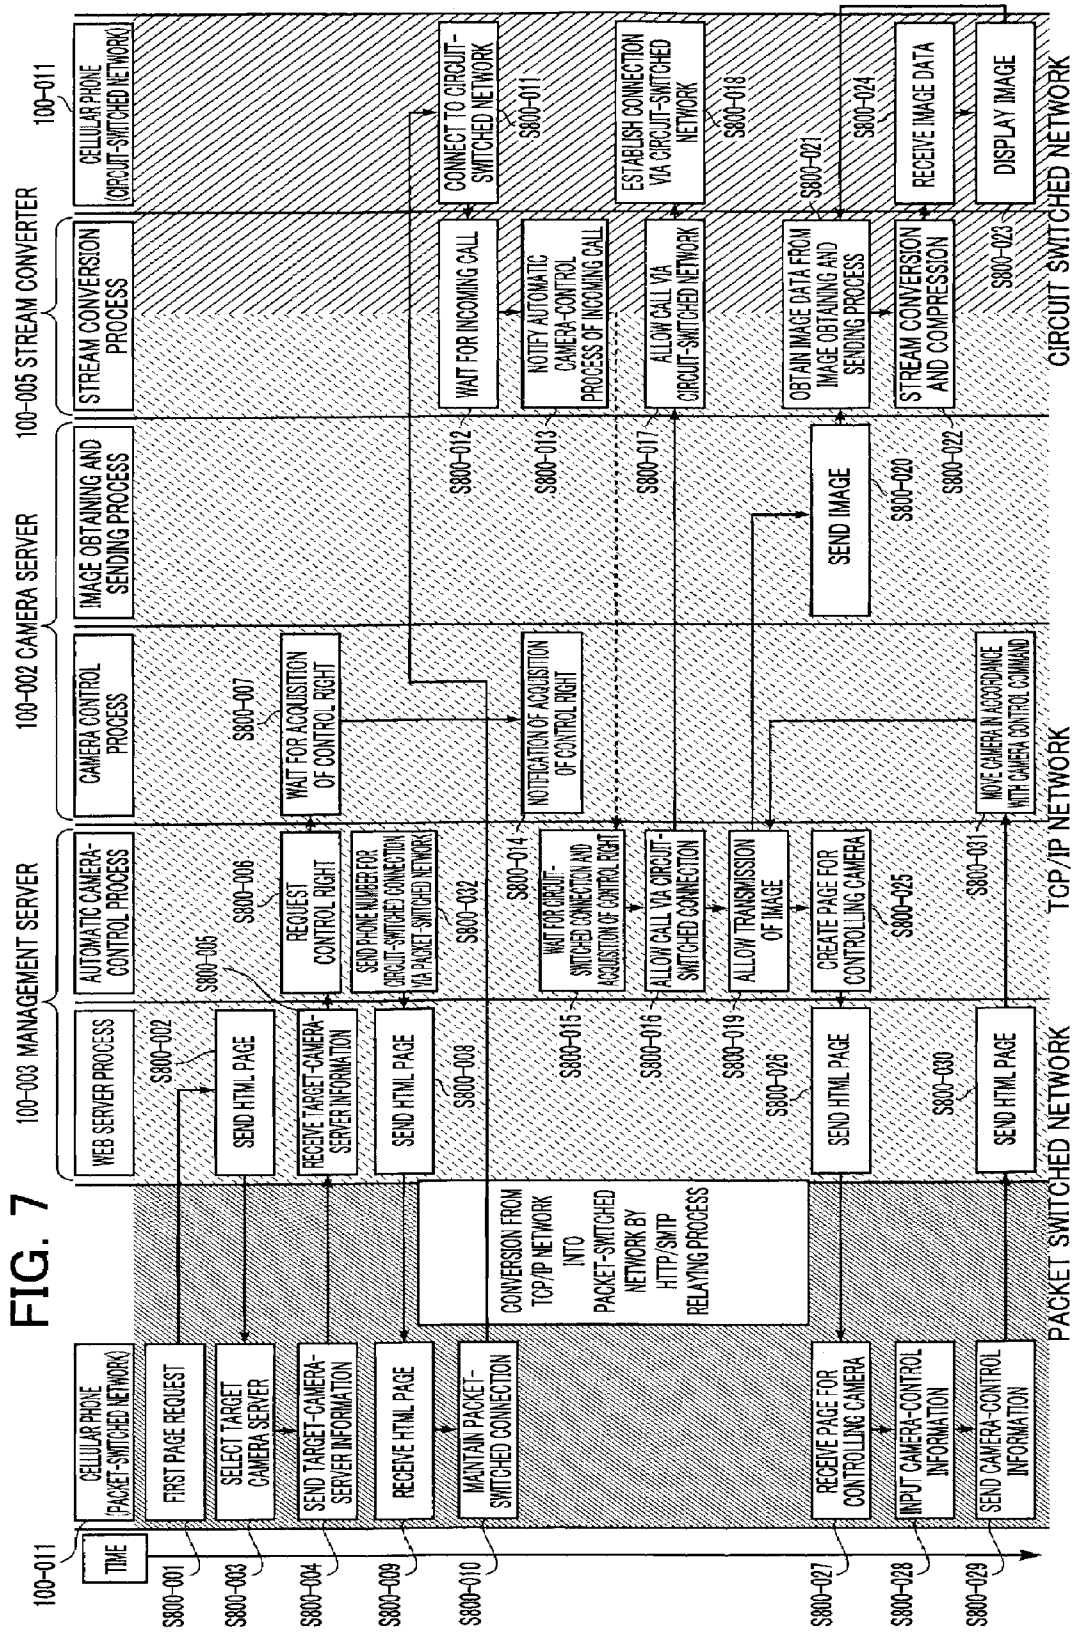 FIG. 7
100-003 MANAGEMENT SERVER
100-002 CAMERA SERVER
100-005 STREAM CONVERTER
100-011
100-011
TIME
CELLULAR PHONE
(PACKET-SWITCHED NETWORK)
WEB SERVER PROCESS
AUTOMATIC CAMERA-
CONTROL PROCESS
CAMERA CONTROL
PROCESS
IMAGE OBTAINING AND
SENDING PROCESS
STREAM CONVERSION
PROCESS
CELLULAR PHONE
(CIRCUIT-SWITCHED NETWORK)
S800-001
FIRST PAGE REQUEST
S800-002
SEND HTML PAGE
S800-003
SELECT TARGET
CAMERA SERVER
S800-004
SEND TARGET-CAMERA-
SERVER INFORMATION
S800-005
RECEIVE TARGET-CAMERA-
SERVER INFORMATION
S800-006
REQUEST
CONTROL RIGHT
S800-007
WAIT FOR ACQUISITION
OF CONTROL RIGHT
SEND PHONE NUMBER FOR
CIRCUIT-SWITCHED CONNECTION
VIA PACKET-SWITCHED NETWORK
S800-032
SEND HTML PAGE
S800-008
S800-009
RECEIVE HTML PAGE
S800-010
MAINTAIN PACKET-
SWITCHED CONNECTION
CONNECT TO CIRCUIT-
SWITCHED NETWORK
S800-011
WAIT FOR INCOMING CALL
S800-012
NOTIFY AUTOMATIC
CAMERA-CONTROL
PROCESS OF INCOMING CALL
S800-013
S800-014
NOTIFICATION OF ACQUISITION
OF CONTROL RIGHT
CONVERSION FROM
TCP/IP NETWORK
INTO
PACKET-SWITCHED
NETWORK BY
HTTP/SMTP
RELAYING PROCESS
WAIT FOR CIRCUIT-
SWITCHED CONNECTION AND
ACQUISITION OF CONTROL RIGHT
S800-015
ALLOW CALL VIA CIRCUIT-
SWITCHED CONNECTION
S800-016
ALLOW CALL VIA
CIRCUIT-SWITCHED NETWORK
S800-017
ESTABLISH CONNECTION
VIA CIRCUIT-SWITCHED
NETWORK
S800-018
ALLOW TRANSMISSION
OF IMAGE
S800-019
SEND IMAGE
S800-020
OBTAIN IMAGE DATA FROM
IMAGE OBTAINING AND
SENDING PROCESS
S800-021
STREAM CONVERSION
AND COMPRESSION
S800-022
S800-024
RECEIVE IMAGE DATA
DISPLAY IMAGE
S800-023
CREATE PAGE FOR
CONTROLLING CAMERA
S800-025
S800-026
SEND HTML PAGE
S800-027
RECEIVE PAGE FOR
CONTROLLING CAMERA
S800-028
INPUT CAMERA-CONTROL
INFORMATION
S800-029
SEND CAMERA-CONTROL
INFORMATION
S800-030
SEND HTML PAGE
S800-031
MOVE CAMERA IN ACCORDANCE
WITH CAMERA CONTROL COMMAND
PACKET SWITCHED NETWORK
TCP/IP NETWORK
CIRCUIT SWITCHED NETWORK